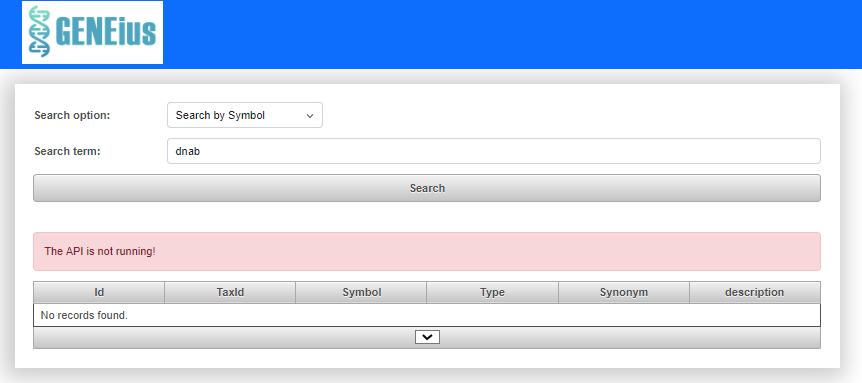 GENEius
Search option:
Search by Symbol
Search term:
dnab
Search
The API is not running!
Id TaxId Symbol Type Synonym description
No records found.